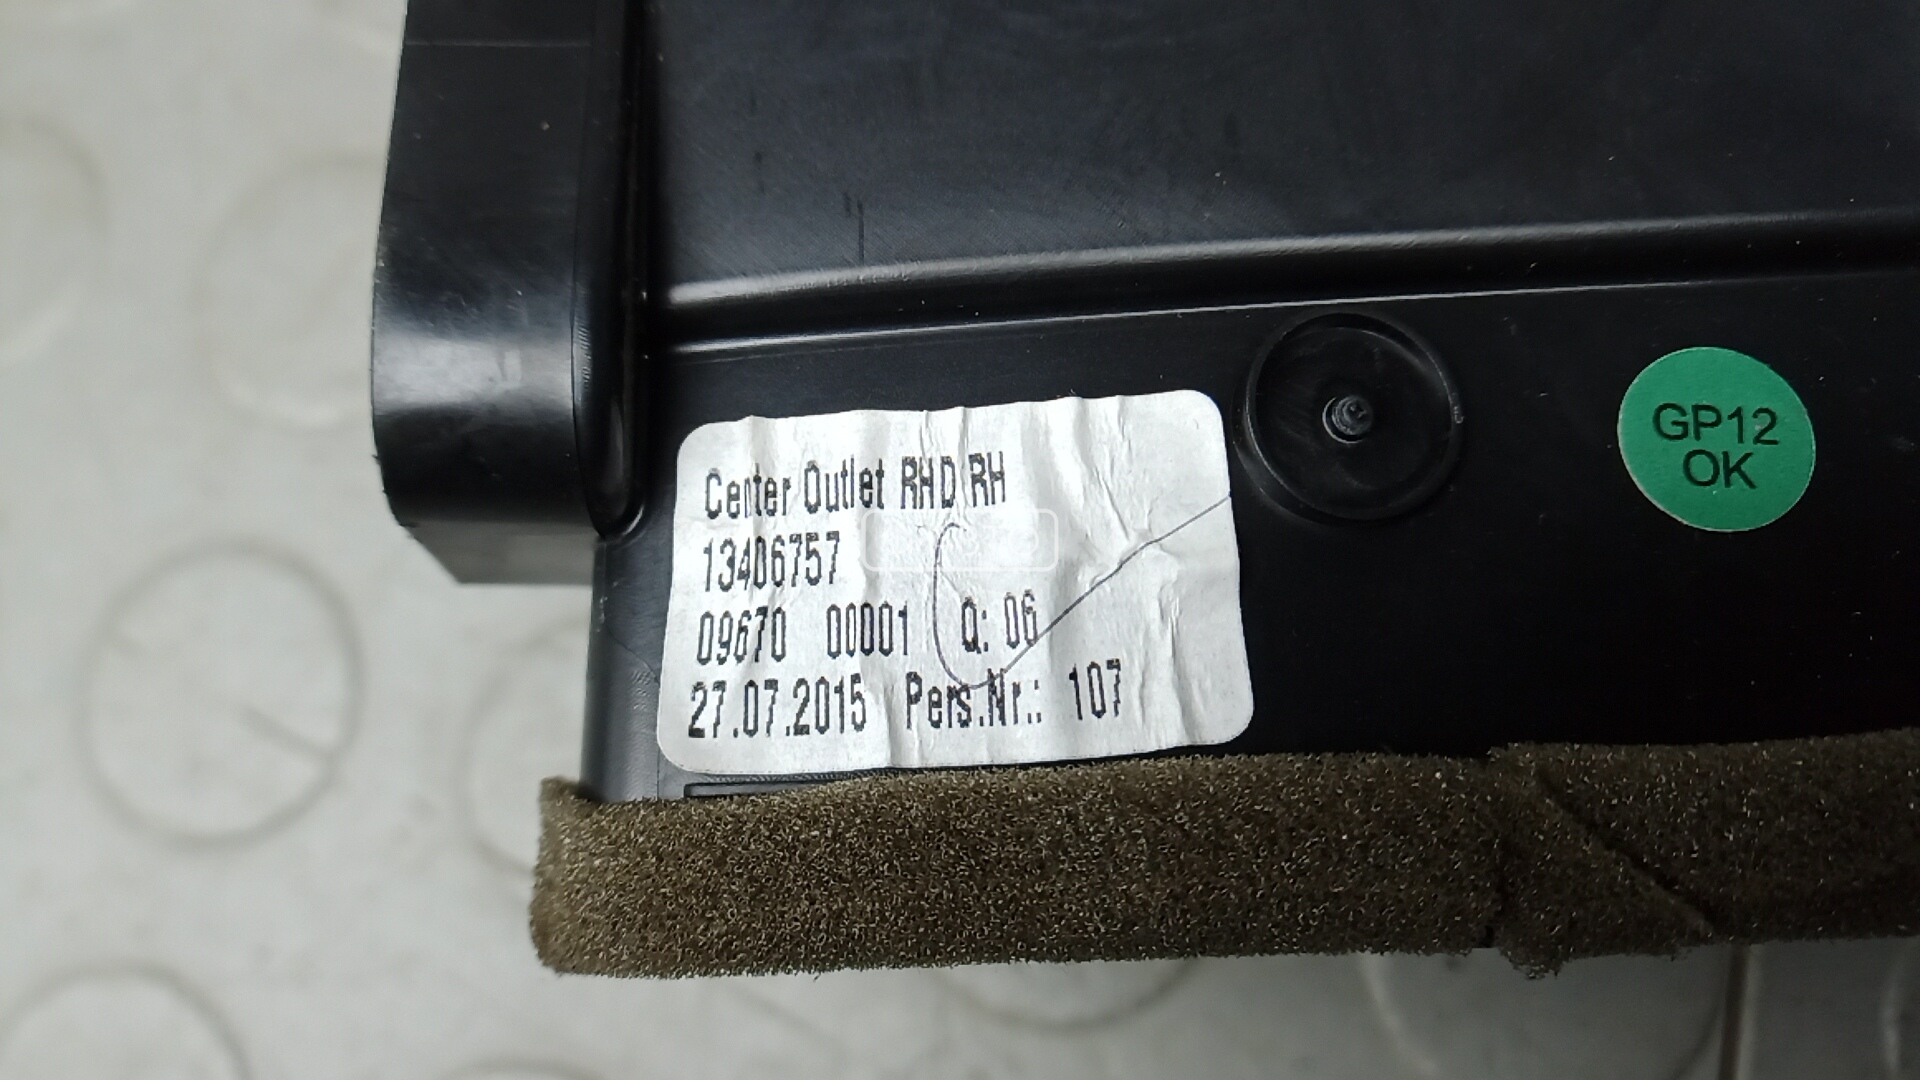 Center Outlet RHD RH
13406757
09670 00001 Q: 06
27.07.2015 Pers.Nr.: 107
GP12
OK